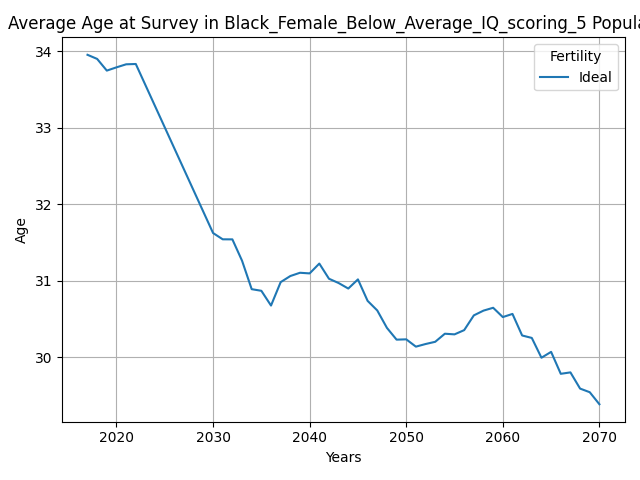 Average Age at Survey in Black_Female_Below_Average_IQ_scoring_5 Popula
34
33
32
31
30
Age
Fertility
Ideal
2020 2030 2040 2050 2060 2070
Years